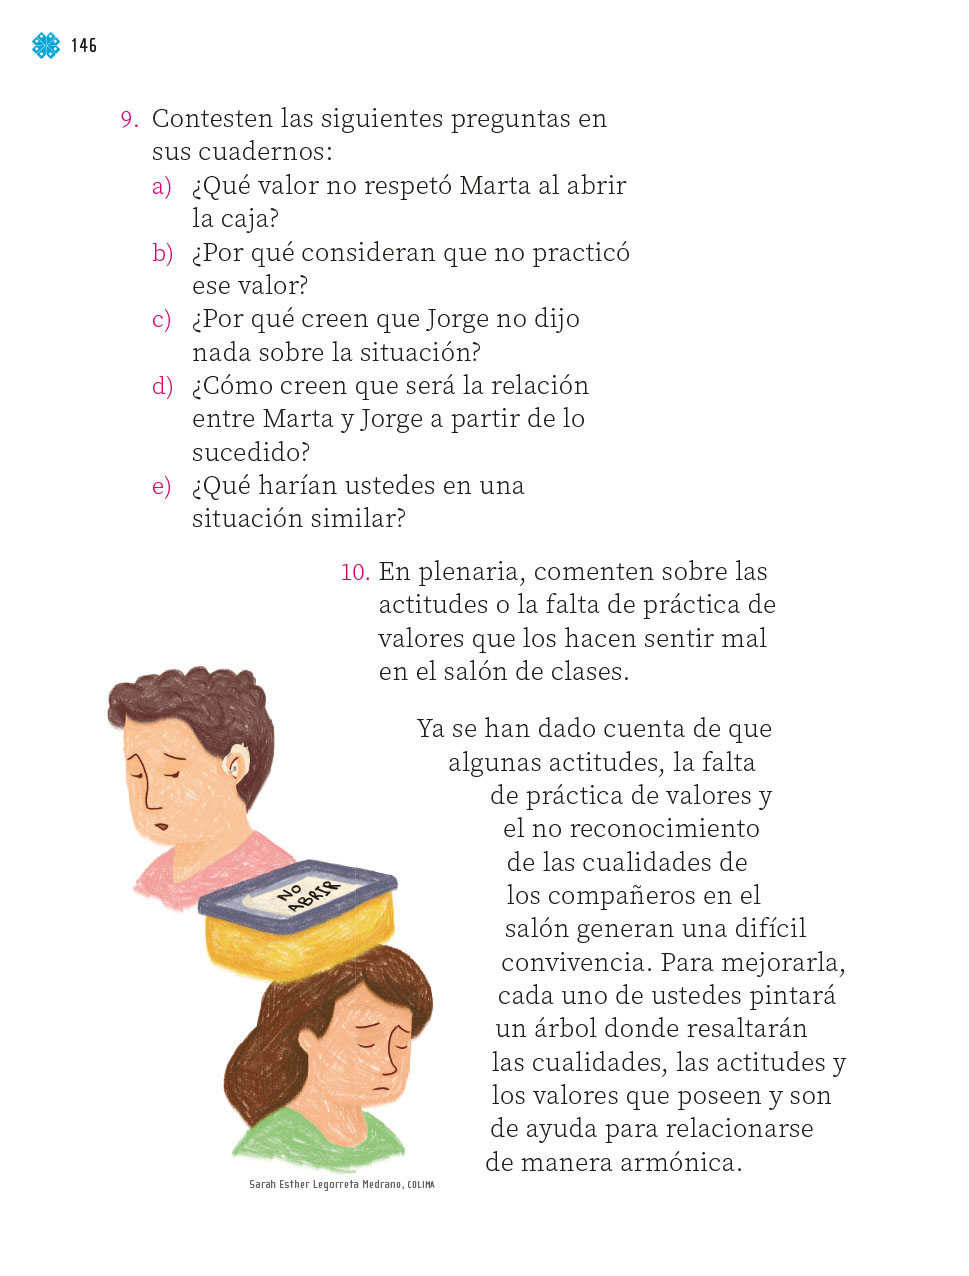 146
9. Contesten las siguientes preguntas en
sus cuadernos:
a) ¿Qué valor no respetó Marta al abrir
la caja?
b) ¿Por qué consideran que no practicó
ese valor?
c) ¿Por qué creen que Jorge no dijo
nada sobre la situación?
d) ¿Cómo creen que será la relación
entre Marta y Jorge a partir de lo
sucedido?
e) ¿Qué harían ustedes en una
situación similar?
10. En plenaria, comenten sobre las
actitudes o la falta de práctica de
valores que los hacen sentir mal
en el salón de clases.
Ya se han dado cuenta de que
algunas actitudes, la falta
de práctica de valores y
el no reconocimiento
de las cualidades de
los compañeros en el
salón generan una difícil
convivencia. Para mejorarla,
cada uno de ustedes pintará
un árbol donde resaltarán
las cualidades, las actitudes y
los valores que poseen y son
de ayuda para relacionarse
de manera armónica.
NO
ABRIR
Sarah Esther Legorreta Medrano, COLIMA